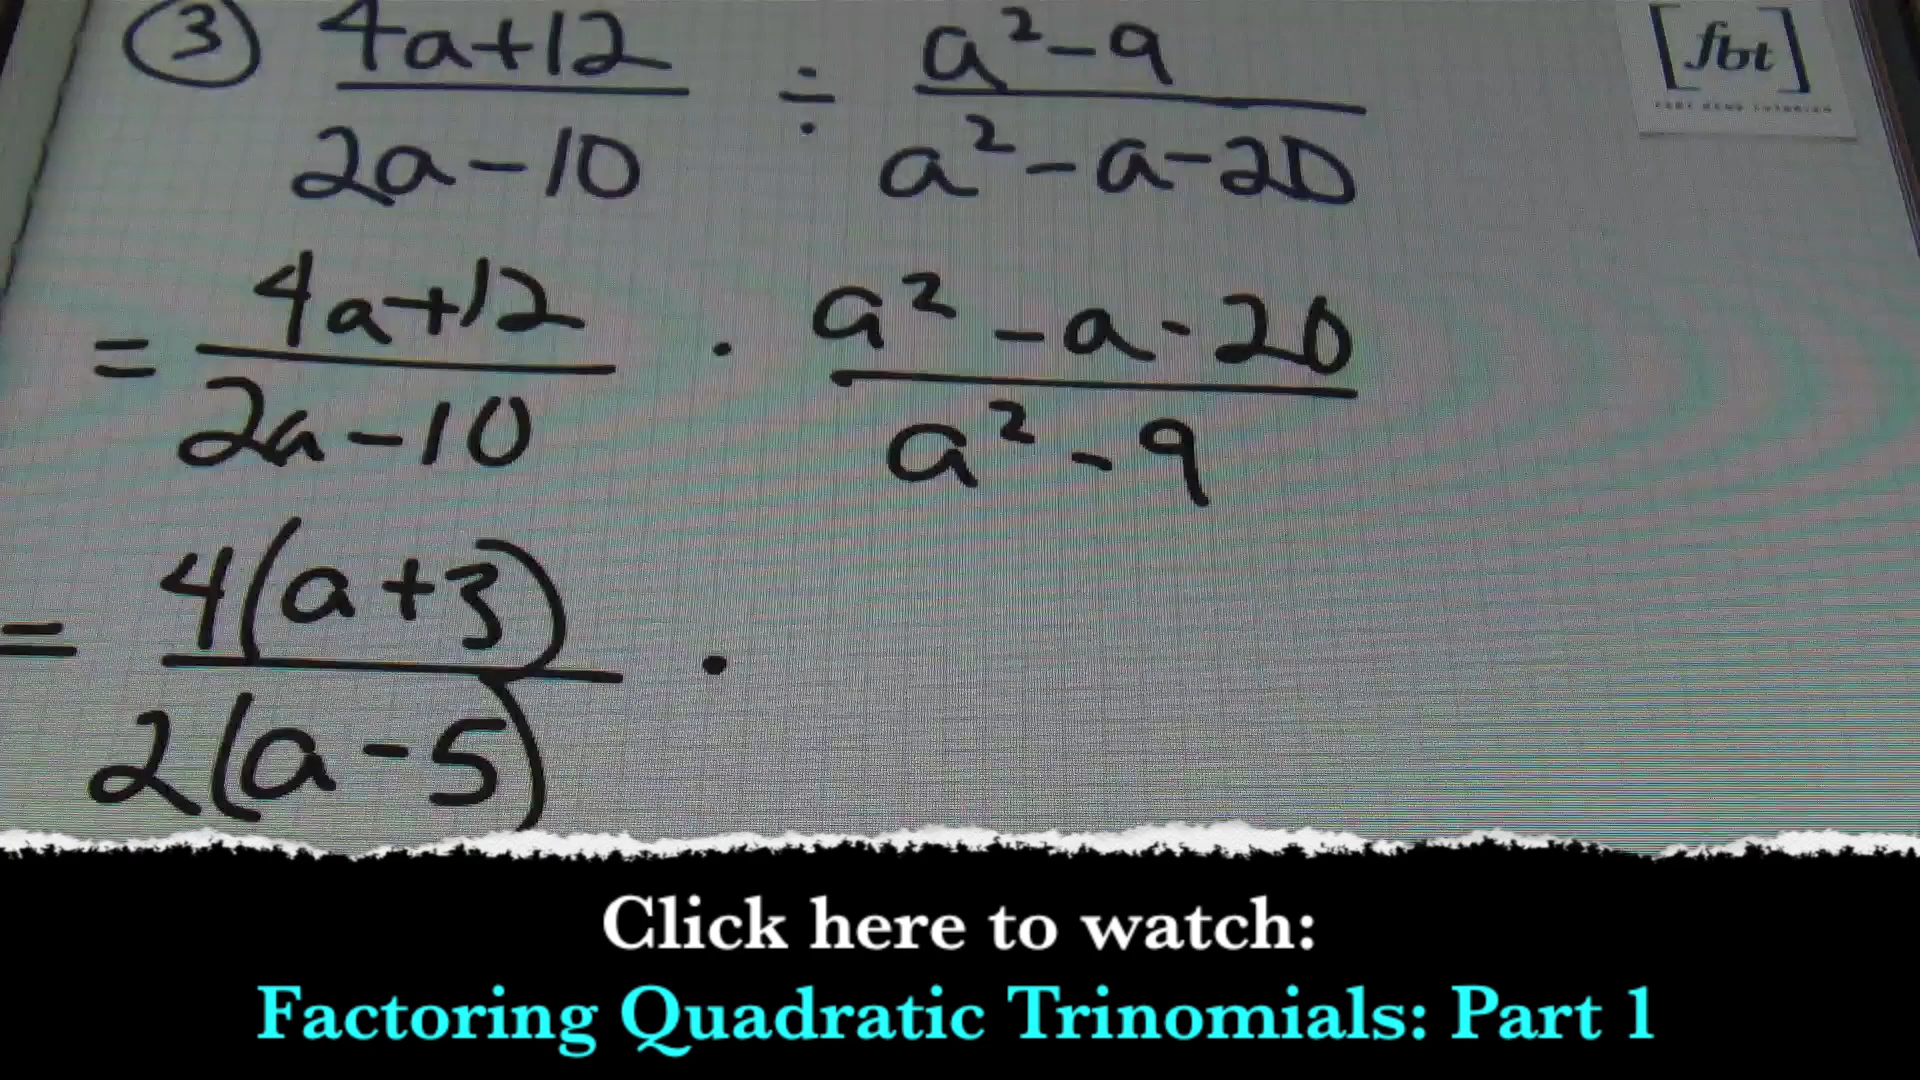 ③ 4a+12 ÷ a²-9
2a-10 a²-a-20
[fbt]
= 4a+12 · a²-a-20
2a-10 a²-9
= 4(a+3) ·
2(a-5)
Click here to watch:
Factoring Quadratic Trinomials: Part 1